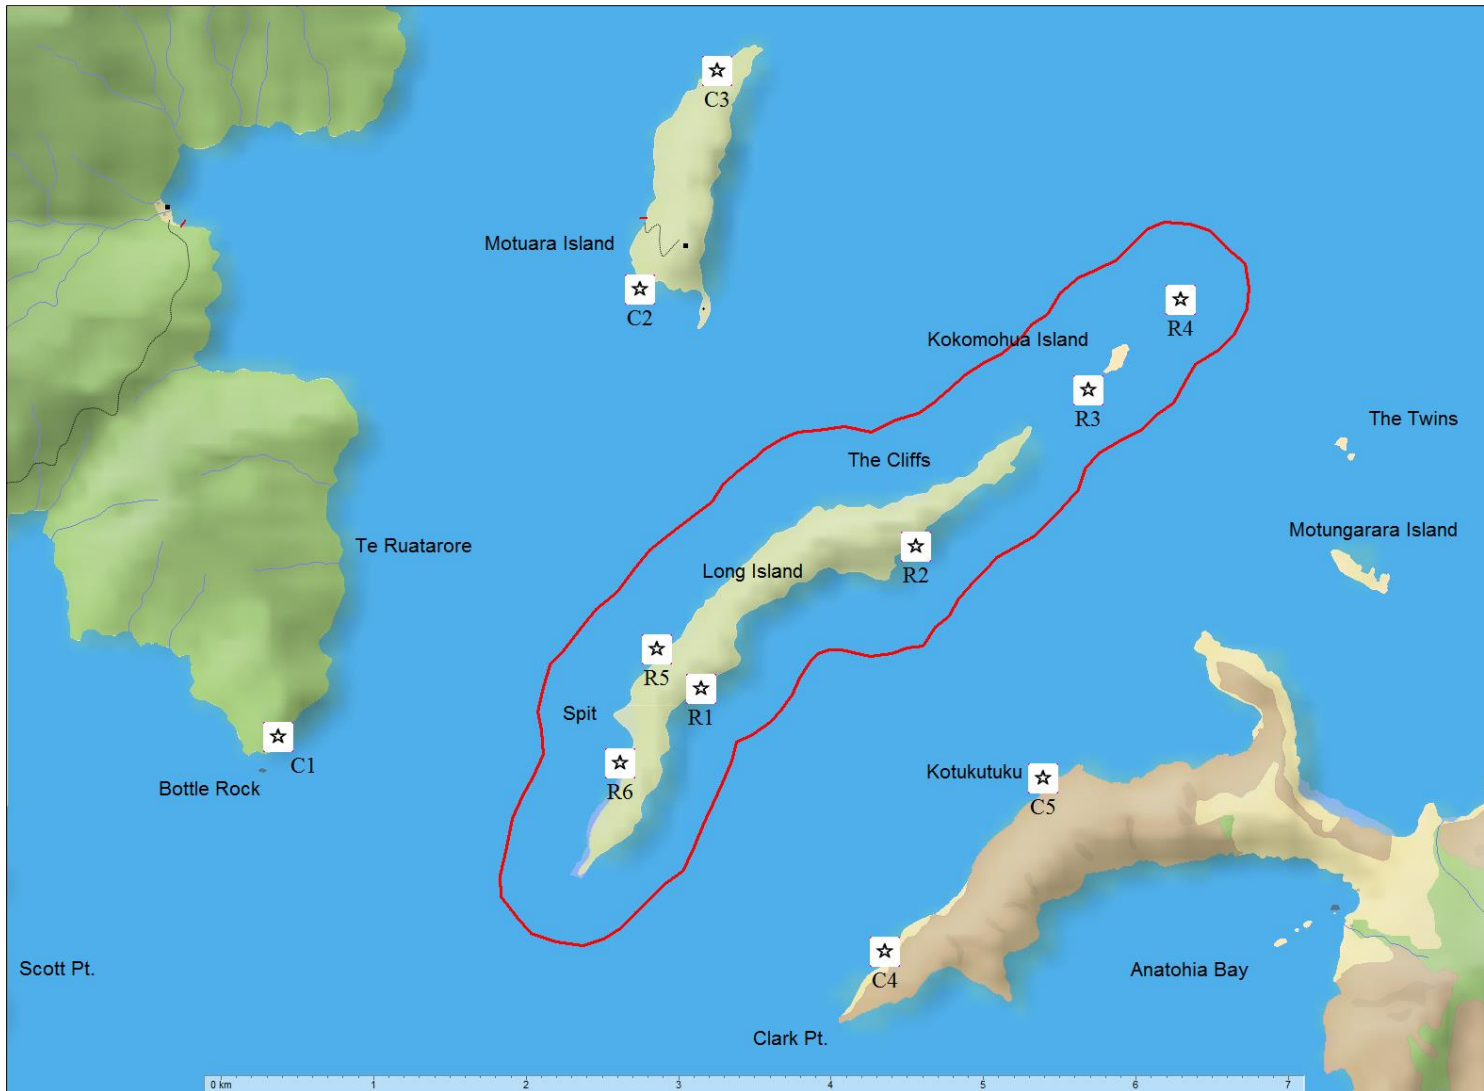 C3
Motuara Island
C2
R4
Kokomohua Island
R3
The Twins
The Cliffs
Motungarara Island
Te Ruatarore
R2
Long Island
R5
R1
Spit
C1
Bottle Rock
R6
Kotukutuku
C5
Scott Pt.
C4
Anatohia Bay
Clark Pt.
0 km 1 2 3 4 5 6 7